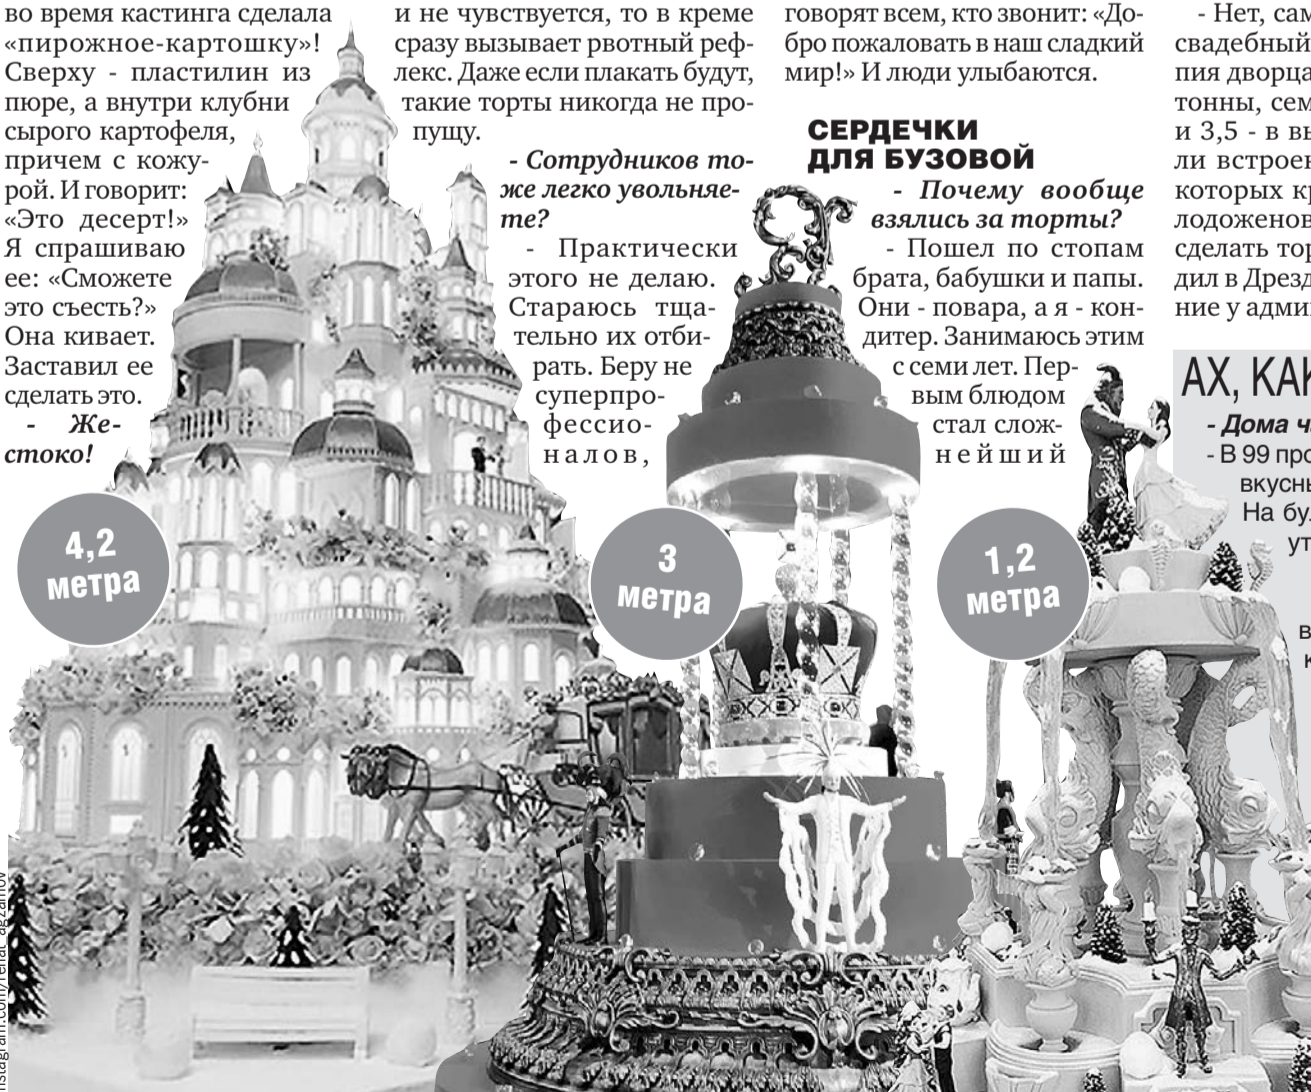 во время кастинга сделала
«пирожное-картошку»!
Сверху - пластилин из
пюре, а внутри клубни
сырого картофеля,
причем с кожу-
рой. И говорит:
«Это десерт!»
Я спрашиваю
ее: «Сможете
это съесть?»
Она кивает.
Заставил ее
сделать это.
- Же-
стоко!
и не чувствуется, то в креме
сразу вызывает рвотный реф-
лекс. Даже если плакать будут,
такие торты никогда не про-
пущу.
- Сотрудников то-
же легко увольняе-
те?
- Практически
этого не делаю.
Стараюсь тща-
тельно их отби-
рать. Беру не
суперпро-
фессио-
налов,
говорят всем, кто звонит: «До-
бро пожаловать в наш сладкий
мир!» И люди улыбаются.
СЕРДЕЧКИ
ДЛЯ БУЗОВОЙ
- Почему вообще
взялись за торты?
- Пошел по стопам
брата, бабушки и папы.
Они - повара, а я - кон-
дитер. Занимаюсь этим
с семи лет. Пер-
вым блюдом
стал слож-
нейший
- Нет, сам
свадебный
пия дворца
тонны, сем
и 3,5 - в вы
ли встроен
которых кр
лодоженов
сделать тор
дил в Дрезд
ние у адми
АХ, КАК
- Дома ч
- В 99 про
вкусны
На бу
ут
в
к
4,2
метра
3
метра
1,2
метра